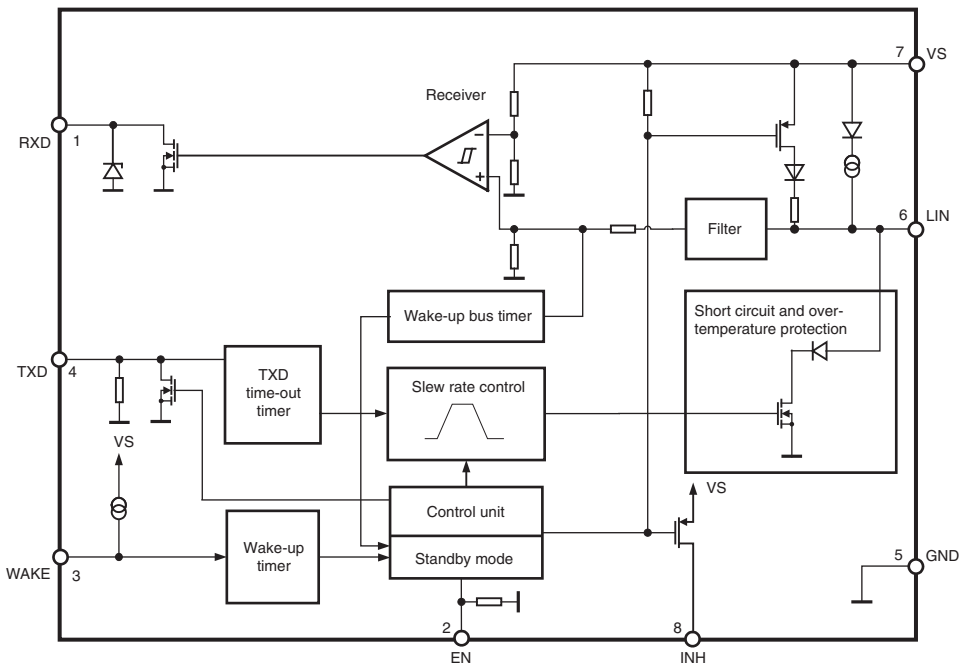 7
VS
Receiver
RXD
1
-
+
6
LIN
Filter
Wake-up bus timer
Short circuit and over-
temperature protection
TXD
4
TXD
time-out
timer
Slew rate control
VS
VS
Control unit
Standby mode
Wake-up
timer
WAKE
3
5
GND
2
EN
8
INH